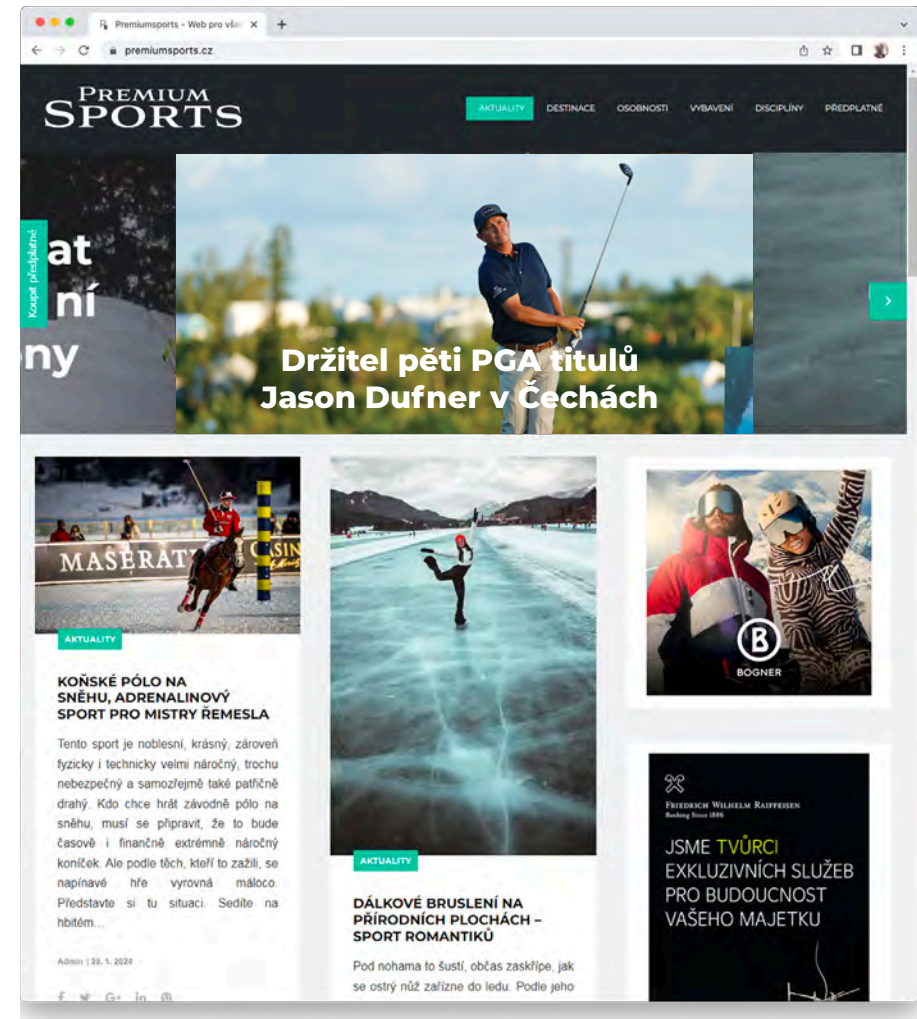 Premiumsports - Web pro vše
premiumsports.cz
PREMIUM
SPORTS
AKTUALITY DESTINACE OSOBNOSTI VYBAVENÍ DISCIPLÍNY PŘEDPLATNÉ
Koupit předplatné
at
ní
ny
Držitel pěti PGA titulů
Jason Dufner v Čechách
MASERATI CASIN
AKTUALITY
KOŇSKÉ PÓLO NA
SNĚHU, ADRENALINOVÝ
SPORT PRO MISTRY ŘEMESLA
Tento sport je noblesní, krásný, zároveň
fyzicky i technicky velmi náročný, trochu
nebezpečný a samozřejmě také patřičně
drahý. Kdo chce hrát závodně pólo na
sněhu, musí se připravit, že to bude
časově i finančně extrémně náročný
koníček. Ale podle těch, kteří to zažili, se
napínavé hře vyrovná máloco.
Představte si tu situaci. Sedíte na
hbitém…
Admin | 29. 1. 2024
f G+ in
AKTUALITY
DÁLKOVÉ BRUSLENÍ NA
PŘÍRODNÍCH PLOCHÁCH –
SPORT ROMANTIKŮ
Pod nohama to šustí, občas zaskřípe, jak
se ostrý nůž zařízne do ledu. Podle jeho
B
BOGNER
FRIEDRICH WILHELM RAIFFEISEN
Banking Since 1886
JSME TVŮRCI
EXKLUZIVNÍCH SLUŽEB
PRO BUDOUCNOST
VAŠEHO MAJETKU